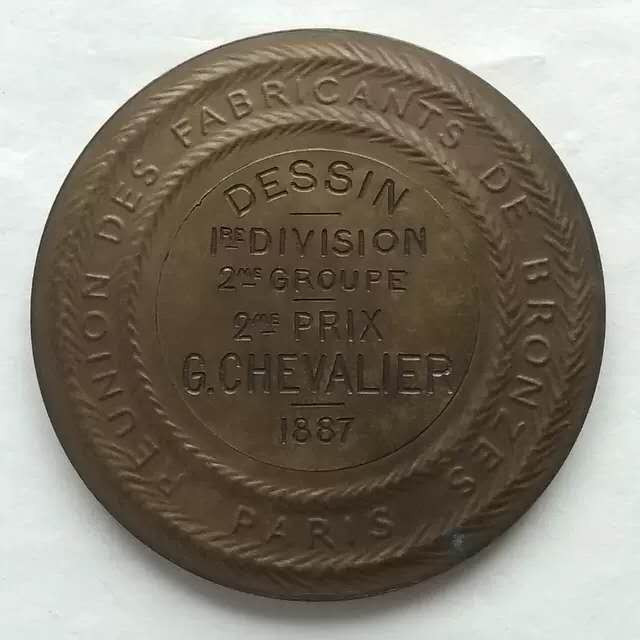 RÉUNION DES FABRICANTS DE BRONZES
PARIS
DESSIN
1RE DIVISION
2ME GROUPE
2ME PRIX
G. CHEVALIER
1887